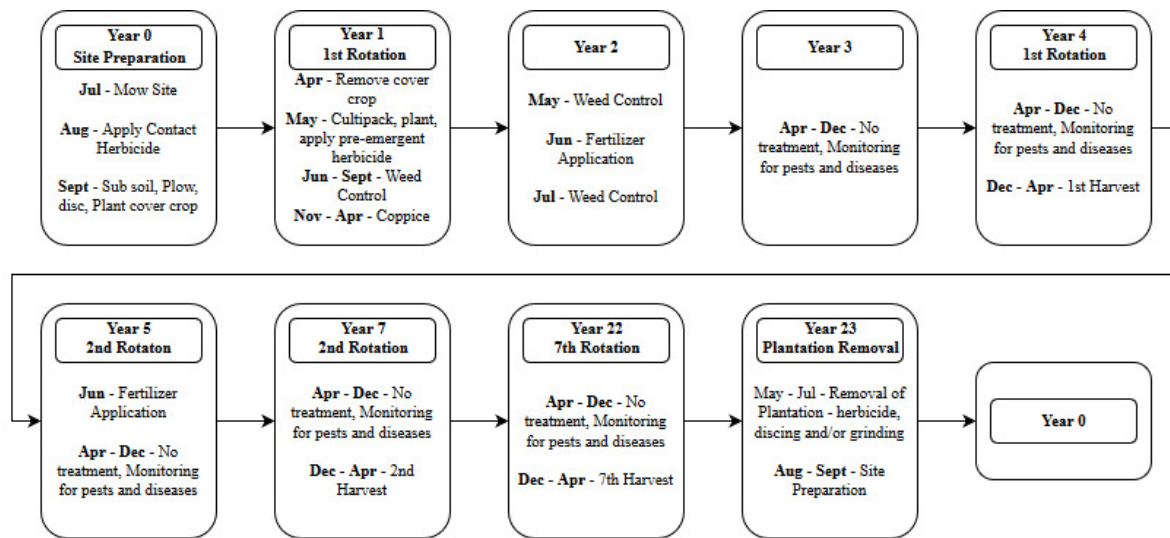 Year 0
Site Preparation
Jul - Mow Site
Aug - Apply Contact
Herbicide
Sept - Sub soil, Plow,
disc, Plant cover crop
Year 1
1st Rotation
Apr - Remove cover
crop
May - Cultipack, plant,
apply pre-emergent
herbicide
Jun - Sept - Weed
Control
Nov - Apr - Coppice
Year 2
May - Weed Control
Jun - Fertilizer
Application
Jul - Weed Control
Year 3
Apr - Dec - No
treatment, Monitoring
for pests and diseases
Year 4
1st Rotation
Apr - Dec - No
treatment, Monitoring
for pests and diseases
Dec - Apr - 1st Harvest
Year 5
2nd Rotaton
Jun - Fertilizer
Application
Apr - Dec - No
treatment, Monitoring
for pests and diseases
Year 7
2nd Rotation
Apr - Dec - No
treatment, Monitoring
for pests and diseases
Dec - Apr - 2nd
Harvest
Year 22
7th Rotation
Apr - Dec - No
treatment, Monitoring
for pests and diseases
Dec - Apr - 7th Harvest
Year 23
Plantation Removal
May - Jul - Removal of
Plantation - herbicide,
discing and/or grinding
Aug - Sept - Site
Preparation
Year 0